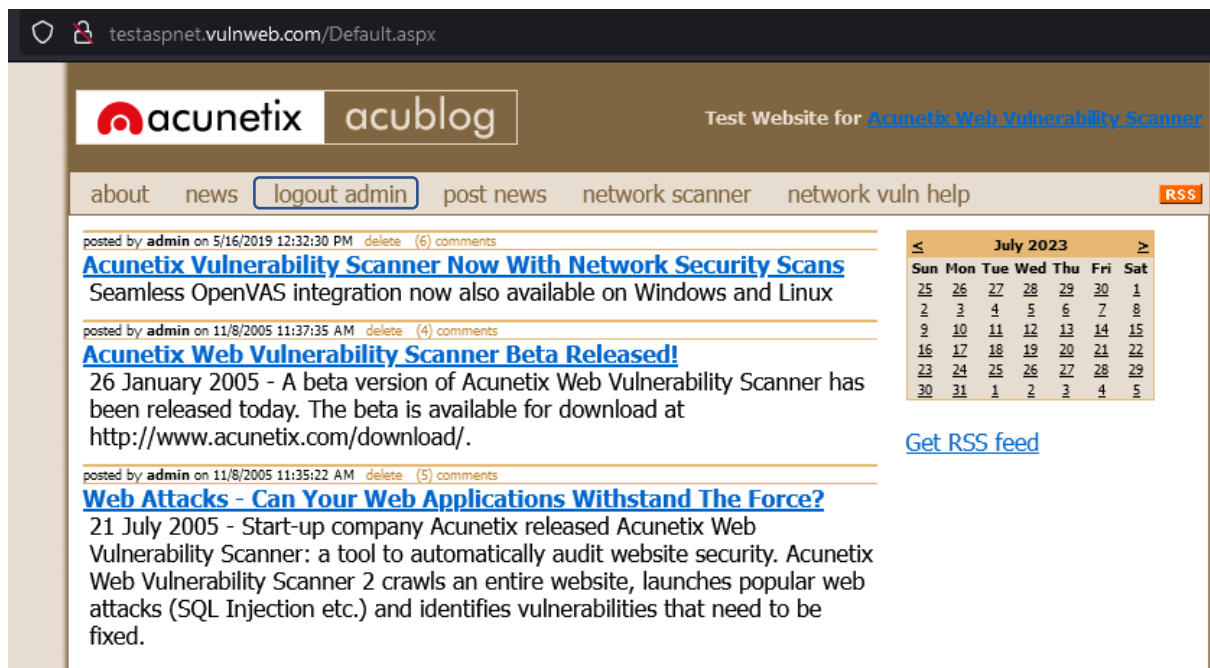 testaspnet.vulnweb.com/Default.aspx
acunetix acublog
Test Website for Acunetix Web Vulnerability Scanner
about news logout admin post news network scanner network vuln help RSS
posted by admin on 5/16/2019 12:32:30 PM delete (6) comments
Acunetix Vulnerability Scanner Now With Network Security Scans
Seamless OpenVAS integration now also available on Windows and Linux
posted by admin on 11/8/2005 11:37:35 AM delete (4) comments
Acunetix Web Vulnerability Scanner Beta Released!
26 January 2005 - A beta version of Acunetix Web Vulnerability Scanner has
been released today. The beta is available for download at
http://www.acunetix.com/download/.
posted by admin on 11/8/2005 11:35:22 AM delete (5) comments
Web Attacks - Can Your Web Applications Withstand The Force?
21 July 2005 - Start-up company Acunetix released Acunetix Web
Vulnerability Scanner: a tool to automatically audit website security. Acunetix
Web Vulnerability Scanner 2 crawls an entire website, launches popular web
attacks (SQL Injection etc.) and identifies vulnerabilities that need to be
fixed.
< July 2023 >
Sun Mon Tue Wed Thu Fri Sat
25 26 27 28 29 30 1
2 3 4 5 6 7 8
9 10 11 12 13 14 15
16 17 18 19 20 21 22
23 24 25 26 27 28 29
30 31 1 2 3 4 5
Get RSS feed